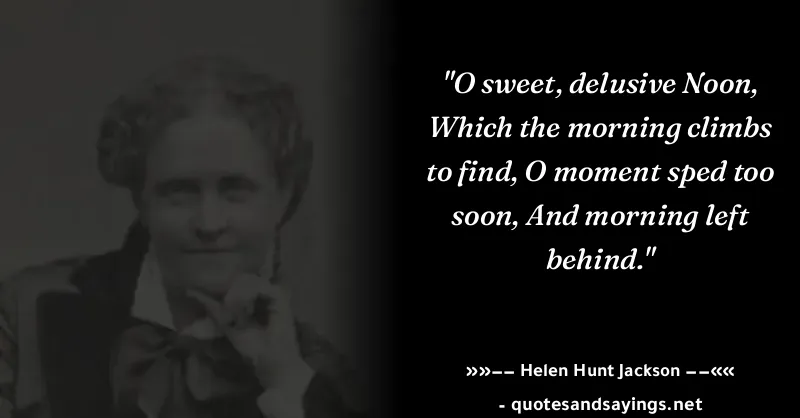 "O sweet, delusive Noon,
Which the morning climbs
to find, O moment sped too
soon, And morning left
behind."
»»−− Helen Hunt Jackson −−««
- quotesandsayings.net